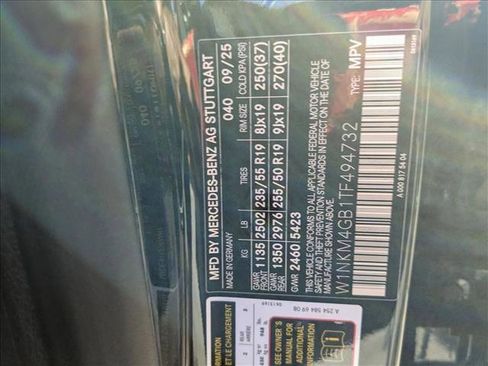 MFD BY MERCEDES-BENZ AG STUTTGART
MADE IN GERMANY 040 09/25
KG LB TIRES RIM SIZE COLD KPA(PSI)
GAWR FRONT 1135 2502 235/55 R19 8Jx19 250(37)
GAWR REAR 1350 2976 255/50 R19 9Jx19 270(40)
GVWR 2460 5423
THIS VEHICLE CONFORMS TO ALL APPLICABLE FEDERAL MOTOR VEHICLE
SAFETY, BUMPER, AND THEFT PREVENTION STANDARDS IN EFFECT ON THE DATE OF
MANUFACTURE SHOWN ABOVE.
W1NKM4GB1TF494732 TYPE: MPV
A 000 817 54 04
A 254 584 69 08
ET LE CHARGEMENT
SEE OWNER'S
MANUAL FOR
ADDITIONAL
INFORMATION